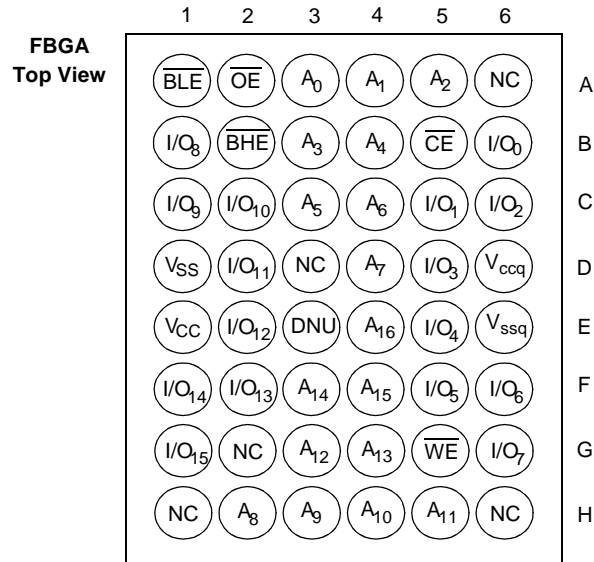 1 2 3 4 5 6
FBGA
Top View
BLE OE A0 A1 A2 NC A
I/O8 BHE A3 A4 CE I/O0 B
I/O9 I/O10 A5 A6 I/O1 I/O2 C
VSS I/O11 NC A7 I/O3 Vccq D
VCC I/O12 DNU A16 I/O4 Vssq E
I/O14 I/O13 A14 A15 I/O5 I/O6 F
I/O15 NC A12 A13 WE I/O7 G
NC A8 A9 A10 A11 NC H